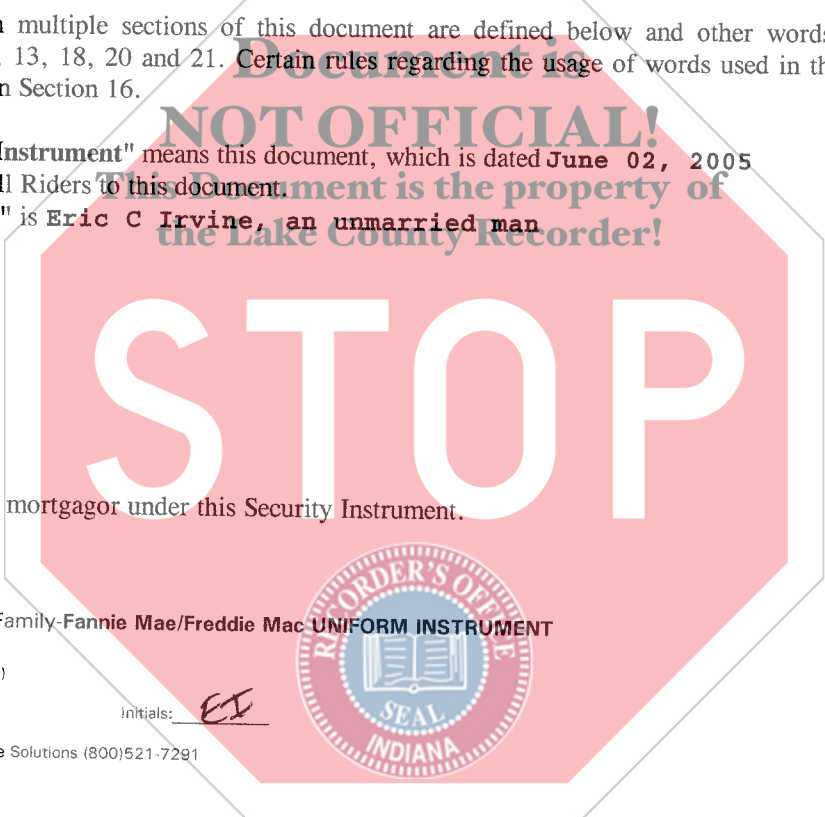 multiple sections of this document are defined below and other words
13, 18, 20 and 21. Certain rules regarding the usage of words used in th
n Section 16.
Document is
NOT OFFICIAL!
This Document is the property of
the Lake County Recorder!
Instrument" means this document, which is dated June 02, 2005
ll Riders to this document.
" is Eric C Irvine, an unmarried man
STOP
mortgagor under this Security Instrument.
Family-Fannie Mae/Freddie Mac UNIFORM INSTRUMENT
)
Initials: EI
e Solutions (800)521-7291
RECORDER'S OFFICE
SEAL
INDIANA